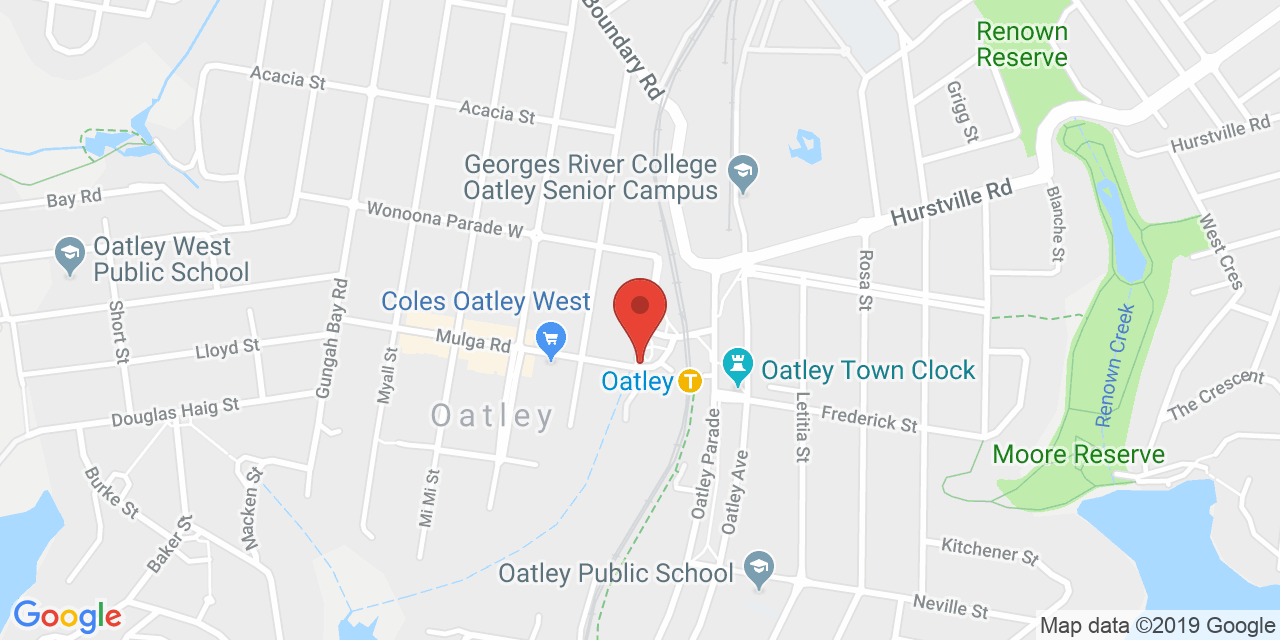 Boundary Rd
Renown
Reserve
Acacia St
Acacia St
Grigg St
Hurstville Rd
Georges River College
Oatley Senior Campus
Bay Rd
Wonoona Parade W
Hurstville Rd
Blanche St
West Cres
Oatley West
Public School
Rosa St
Gungah Bay Rd
Coles Oatley West
Short St
Mulga Rd
Lloyd St
Myall St
Renown Creek
Oatley
T
Oatley Town Clock
The Crescent
Douglas Haig St
Oatley
Letitia St
Frederick St
Oatley Parade
Oatley Ave
Moore Reserve
Burke St
Macken St
Mi Mi St
Baker St
Kitchener St
Oatley Public School
Neville St
Google
Map data ©2019 Google